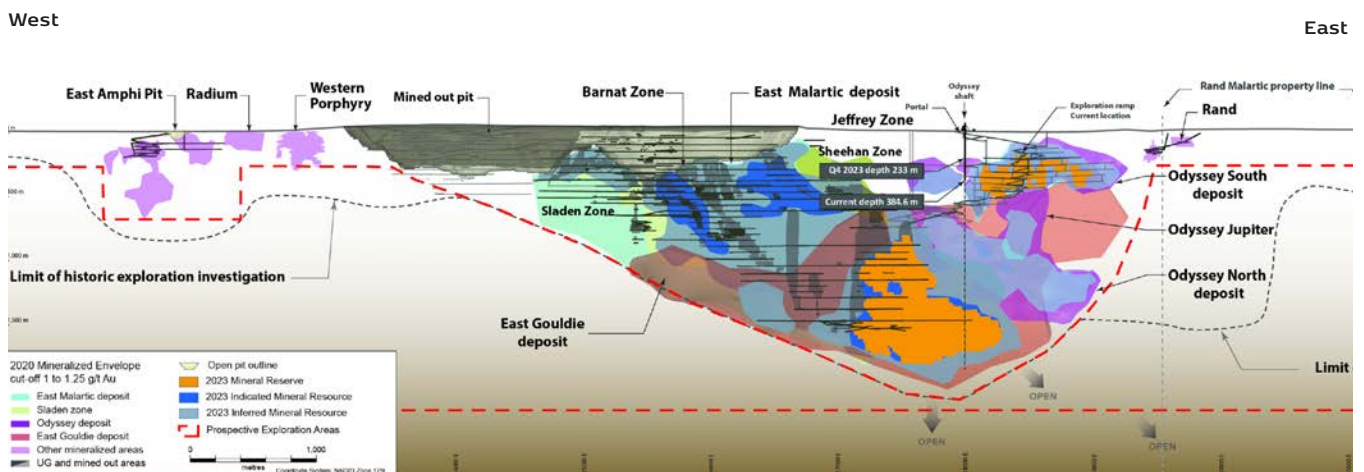 West
East
East Amphi Pit
Radium
Western
Porphyry
Mined out pit
Barnat Zone
East Malartic deposit
Odyssey
shaft
Portal
Jeffrey Zone
Exploration ramp
Current location
Rand Malartic property line
Rand
Sheehan Zone
Q4 2023 depth 233 m
Current depth 384.6 m
Odyssey South
deposit
Sladen Zone
Odyssey Jupiter
Limit of historic exploration investigation
Odyssey North
deposit
East Gouldie
deposit
Limit
OPEN
OPEN
OPEN
2020 Mineralized Envelope
cut-off 1 to 1.25 g/t Au
East Malartic deposit
Sladen zone
Odyssey deposit
East Gouldie deposit
Other mineralized areas
UG and mined out areas
Open pit outline
2023 Mineral Reserve
2023 Indicated Mineral Resource
2023 Inferred Mineral Resource
Prospective Exploration Areas
0
1,000
metres